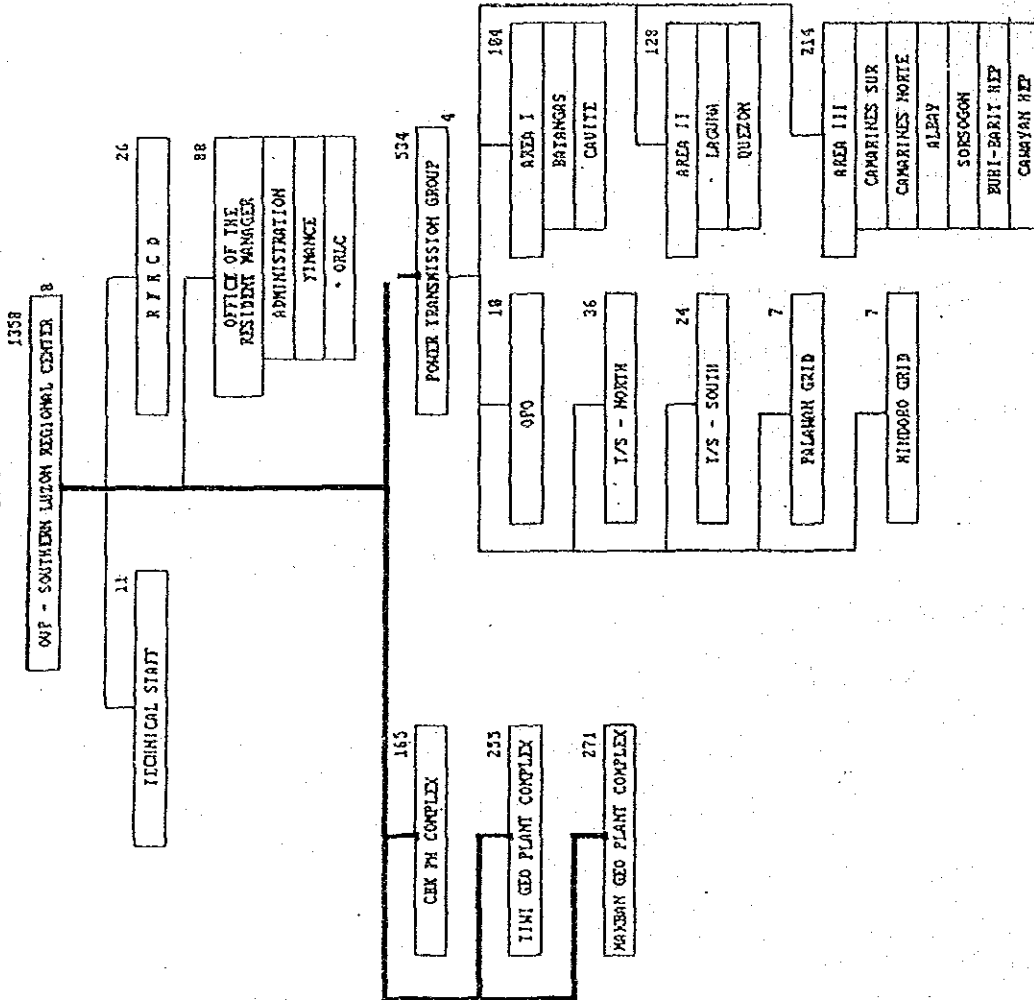 1358
OVP - SOUTHERN LUZON REGIONAL CENTER 8
11
TECHNICAL STAFF
26
R F R C D
88
OFFICE OF THE
RESIDENT MANAGER
ADMINISTRATION
FINANCE
* ORLC
165
CBK PH COMPLEX
255
TIWI GEO PLANT COMPLEX
271
MAKBAN GEO PLANT COMPLEX
534
POWER TRANSMISSION GROUP
4
10
OPO
36
T/S - NORTH
24
T/S - SOUTH
7
PALAWAN GRID
7
MINDORO GRID
104
AREA I
BATANGAS
CAVITE
128
AREA II
LAGUNA
QUEZON
214
AREA III
CAMARINES SUR
CAMARINES NORTE
ALBAY
SORSOGON
BUHI-BARIT HEP
CAWAYAN HEP